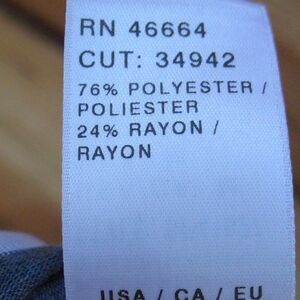 RN 46664
CUT: 34942
76% POLYESTER /
POLIESTER
24% RAYON /
RAYON
USA / CA / EU